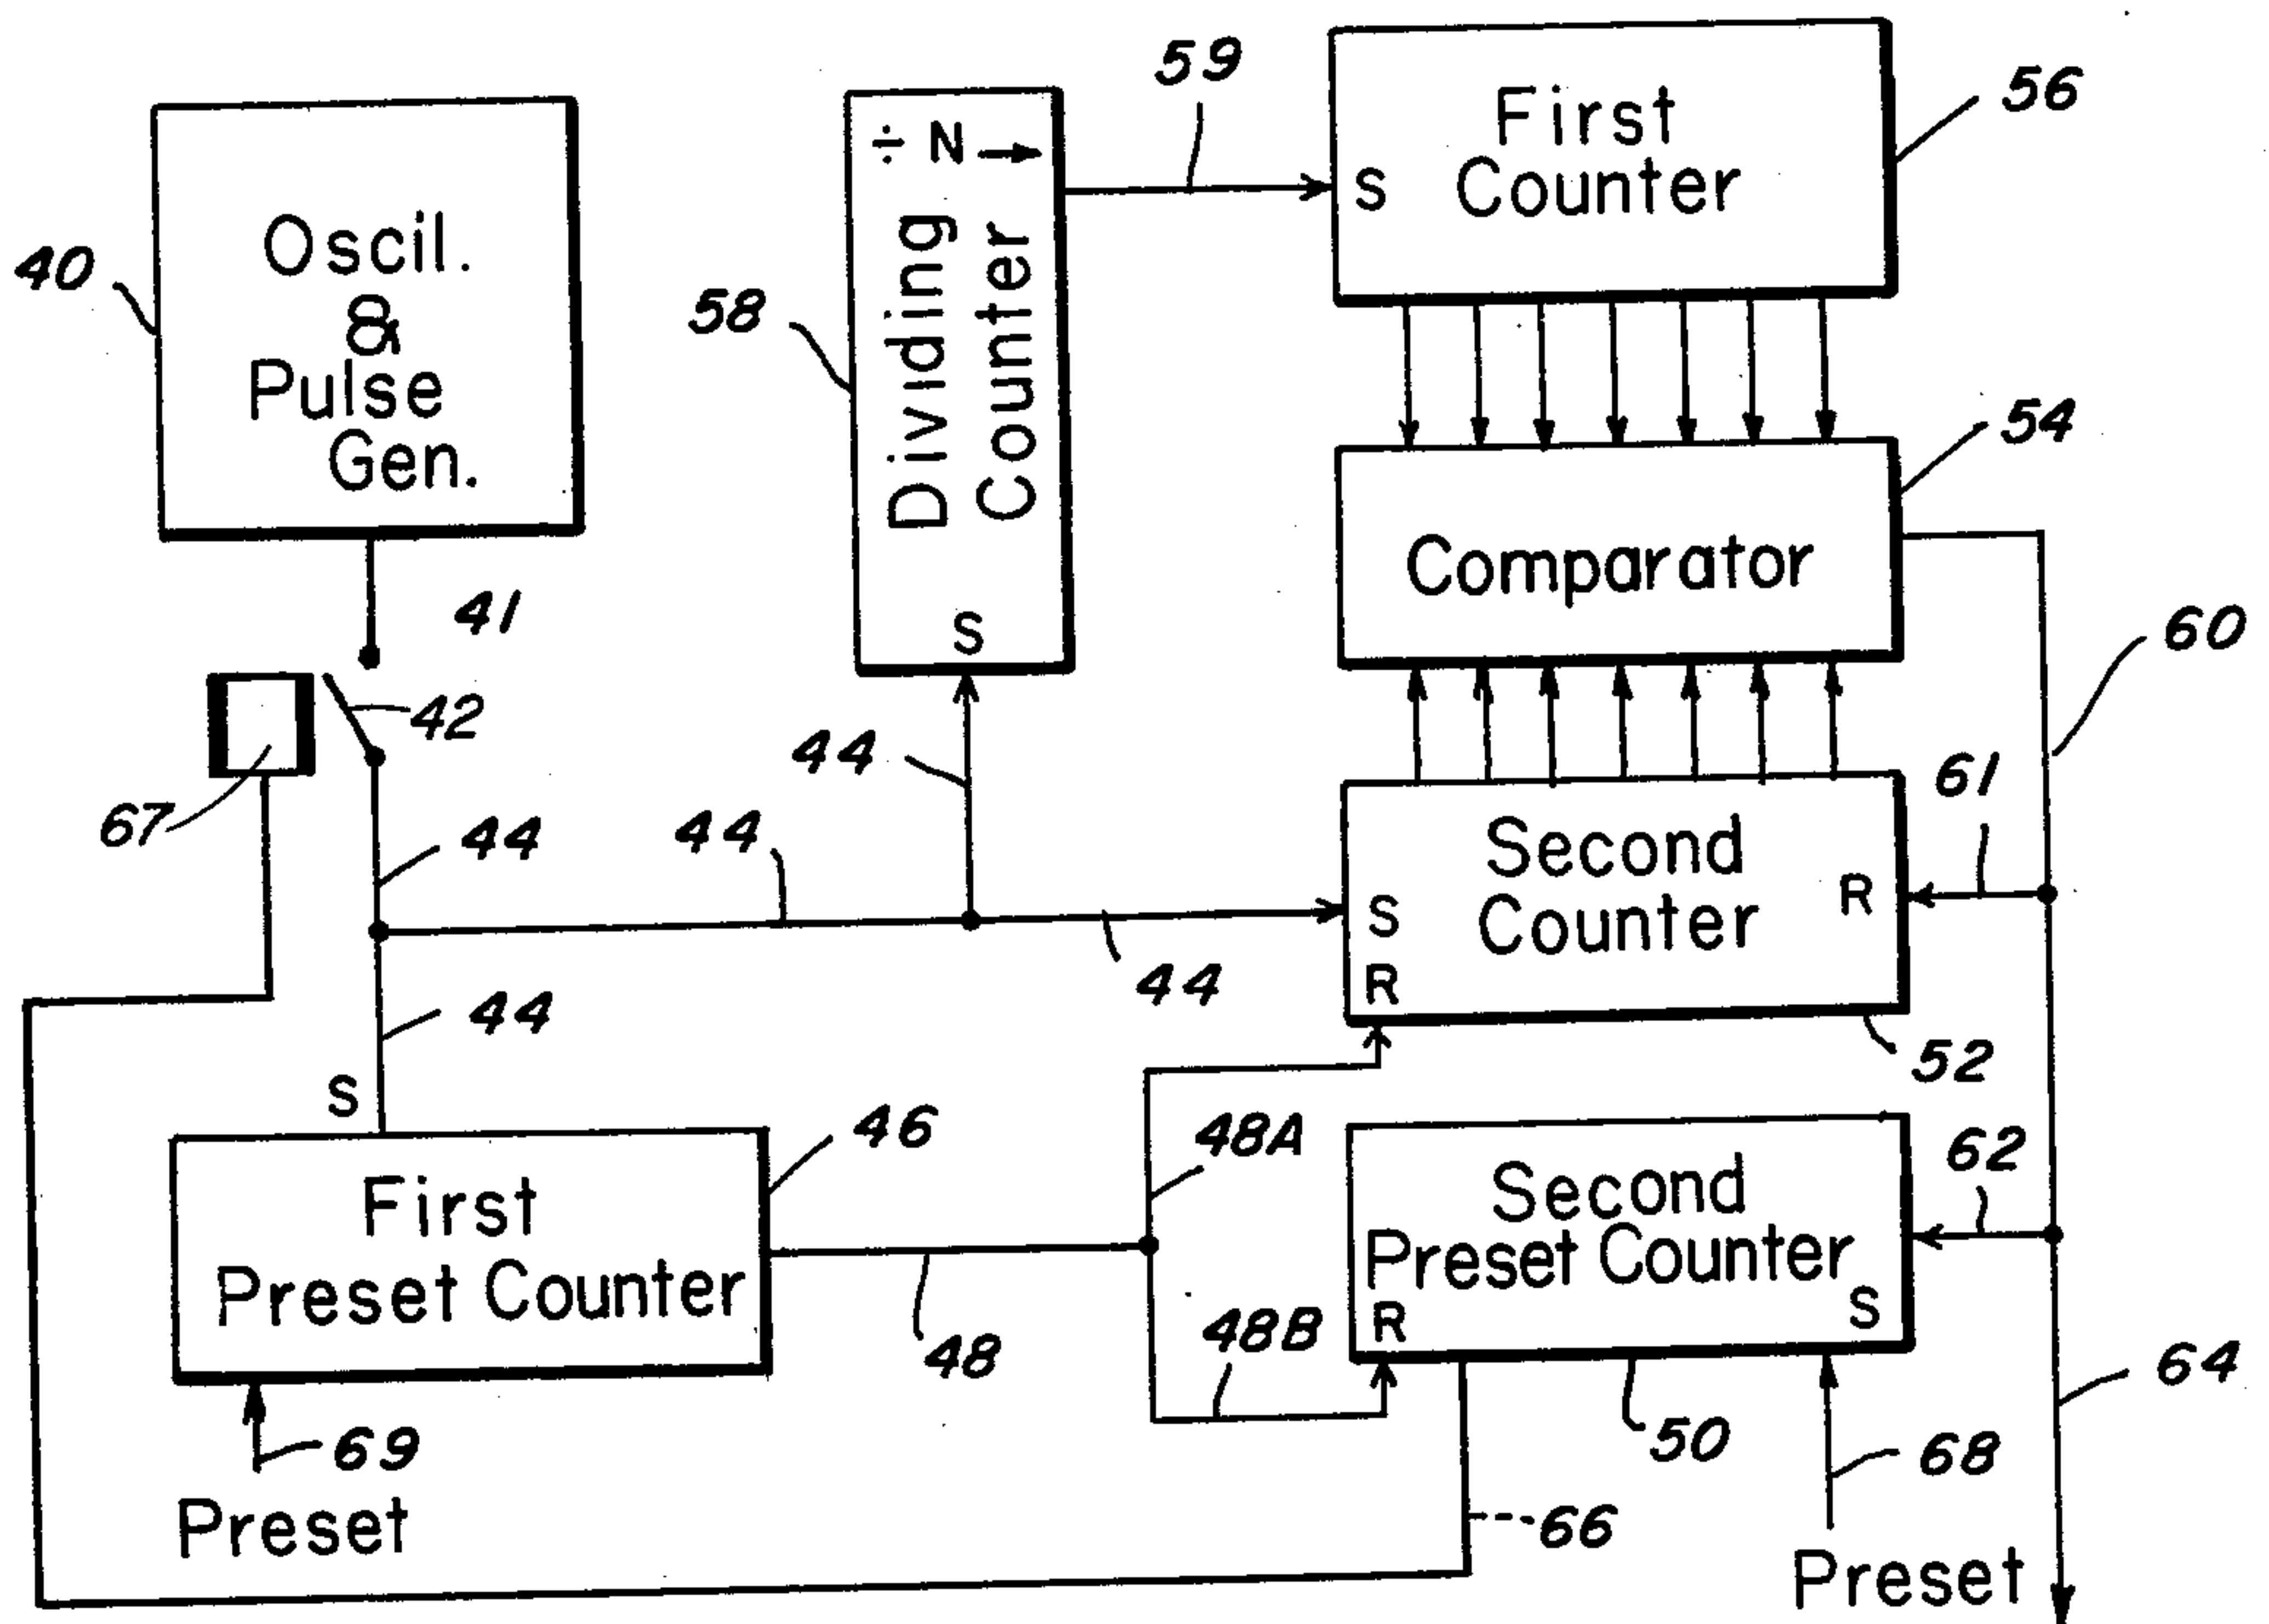 40
Oscil.
&
Pulse
Gen.
41
42
67
44
44
44
44
44
58
÷ N →
Dividing
Counter
S
59
First
Counter
S
56
Comparator
54
60
61
Second
Counter
S
R
R
52
S
First
Preset Counter
46
48
48A
48B
69
Preset
Second
Preset Counter
R
S
50
62
64
66
68
Preset